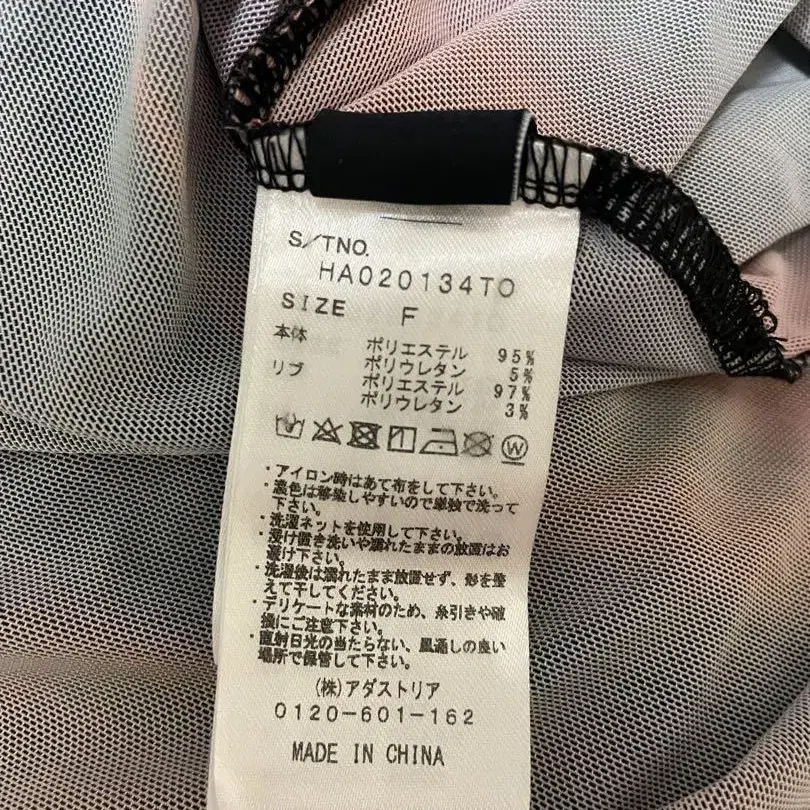 S/TNO.
HA020134TO
SIZE F
本体 ポリエステル 95%
ポリウレタン 5%
リブ ポリエステル 97%
ポリウレタン 3%
W
・アイロン時はあて布をして下さい。
・濃色は移染しやすいので単独で洗って
下さい。
・洗濯ネットを使用して下さい。
・浸け置き洗いや濡れたままの放置はお
避け下さい。
・洗濯後は濡れたまま放置せず、形を整
えて干してください。
・デリケートな素材のため、糸引きや破
損にご注意下さい。
・直射日光の当たらない、風通しの良い
場所で保管して下さい。
(株)アダストリア
0120-601-162
MADE IN CHINA